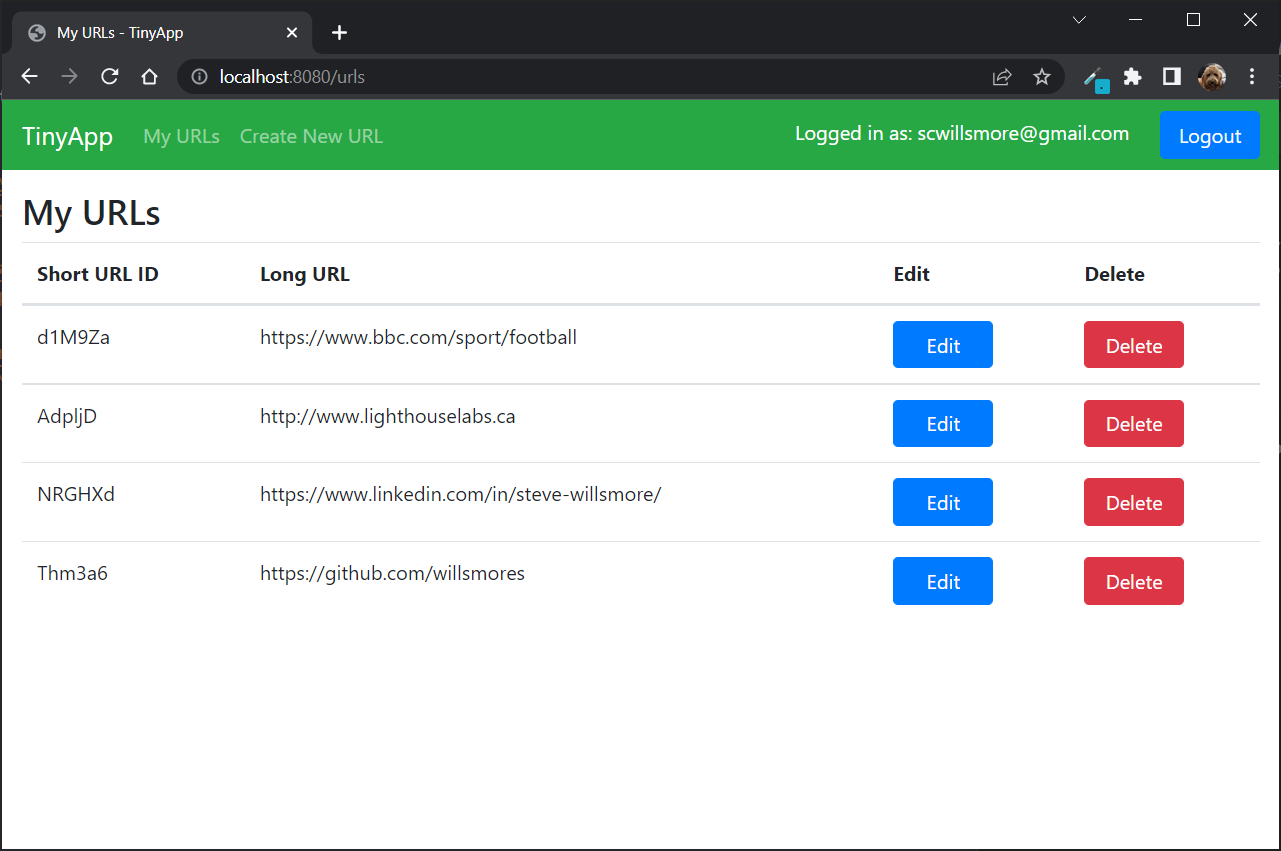 My URLs - TinyApp
localhost:8080/urls
TinyApp My URLs Create New URL Logged in as: scwillsmore@gmail.com Logout
My URLs
Short URL ID Long URL Edit Delete
d1M9Za https://www.bbc.com/sport/football Edit Delete
AdpljD http://www.lighthouselabs.ca Edit Delete
NRGHXd https://www.linkedin.com/in/steve-willsmore/ Edit Delete
Thm3a6 https://github.com/willsmores Edit Delete